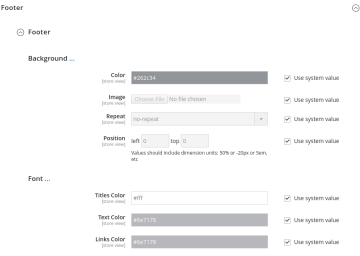 Footer
Footer
Background ...
Color
[store view]
#262c34
Use system value
Image
[store view]
Choose File No file chosen
Use system value
Repeat
[store view]
no-repeat
Use system value
Position
[store view]
left 0 top 0
Use system value
Values should include dimension units: 50% or -20px or 5em,
etc
Font ...
Titles Color
[store view]
#fff
Use system value
Text Color
[store view]
Use system value
Links Color
[store view]
Use system value